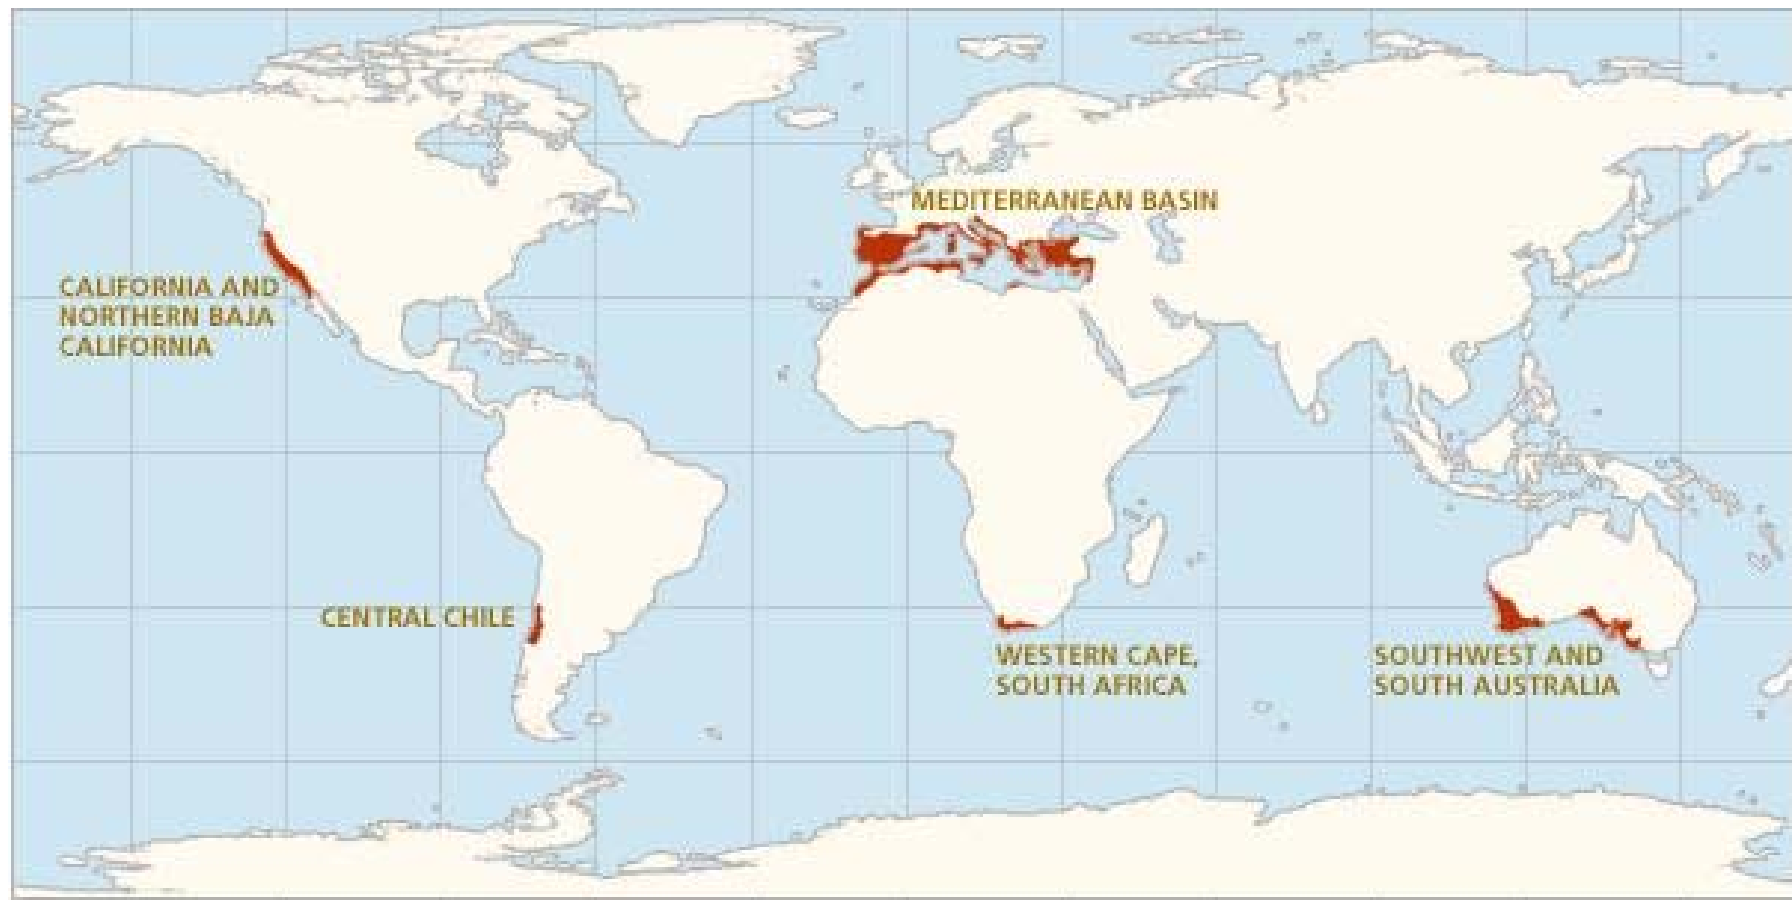 MEDITERRANEAN BASIN
CALIFORNIA AND
NORTHERN BAJA
CALIFORNIA
CENTRAL CHILE
WESTERN CAPE,
SOUTH AFRICA
SOUTHWEST AND
SOUTH AUSTRALIA